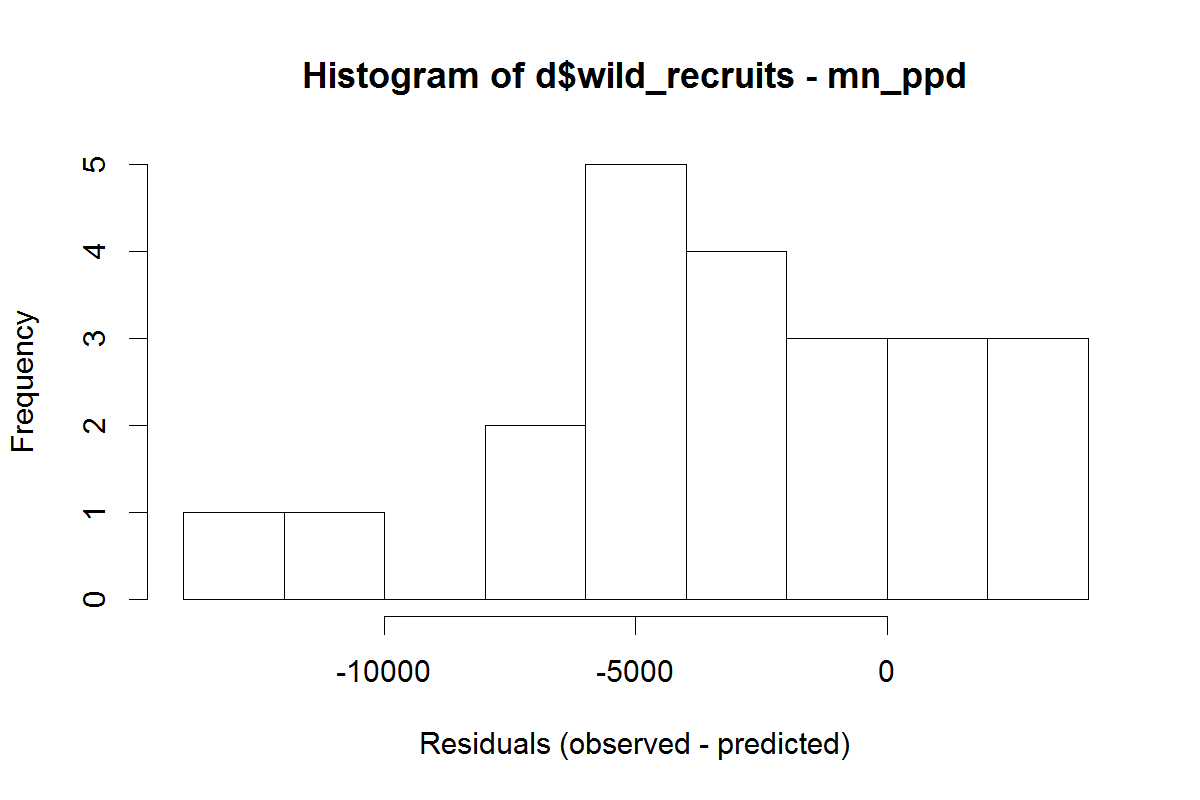 Histogram of d$wild_recruits - mn_ppd
Frequency
5
4
3
2
1
0
-10000 -5000 0
Residuals (observed - predicted)